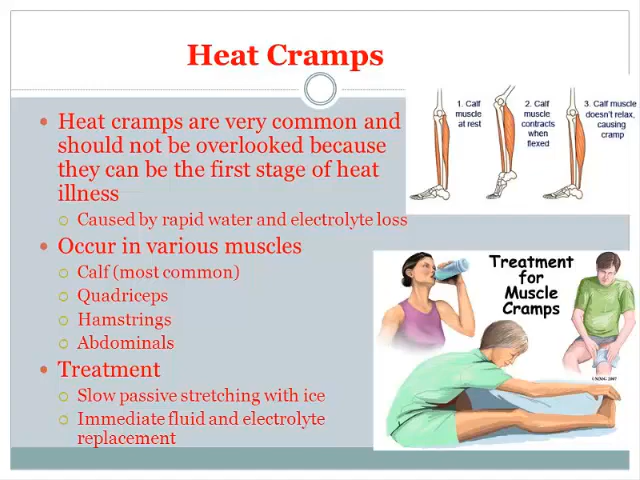 Heat Cramps
Heat cramps are very common and
should not be overlooked because
they can be the first stage of heat
illness
Caused by rapid water and electrolyte loss
Occur in various muscles
Calf (most common)
Quadriceps
Hamstrings
Abdominals
Treatment
Slow passive stretching with ice
Immediate fluid and electrolyte
replacement
1. Calf
muscle
at rest
2. Calf
muscle
contracts
when
flexed
3. Calf muscle
doesn't relax,
causing
cramp
Treatment
for
Muscle
Cramps